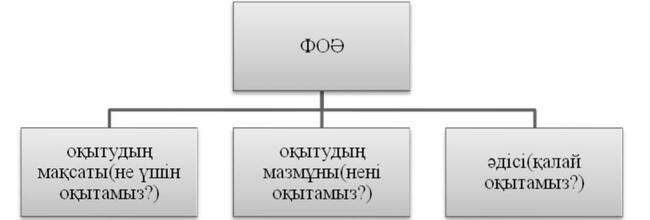 ФОӘ
оқытудың
мақсаты(не үшін
оқытамыз?)
оқытудың
мазмұны(нені
оқытамыз?)
әдісі(қалай
оқытамыз?)